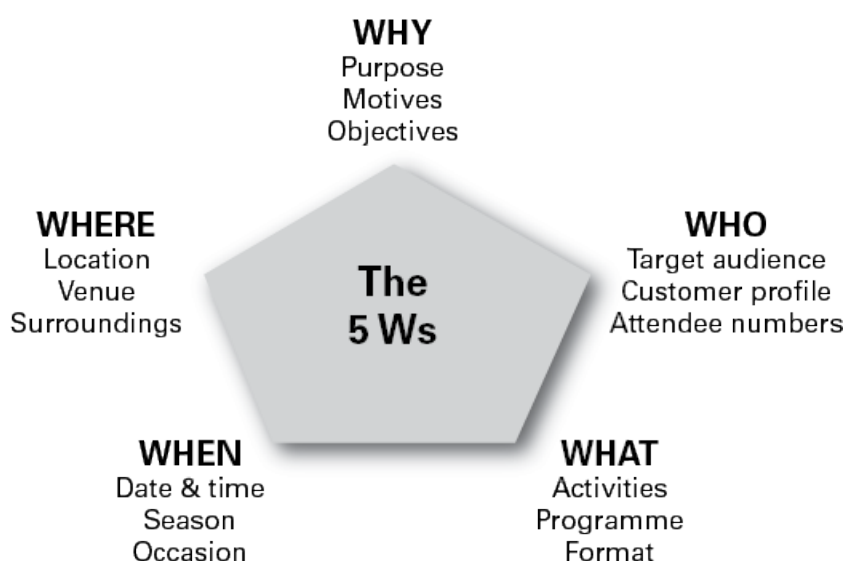 WHY
Purpose
Motives
Objectives
WHERE
Location
Venue
Surroundings
The
5 Ws
WHO
Target audience
Customer profile
Attendee numbers
WHEN
Date & time
Season
Occasion
WHAT
Activities
Programme
Format